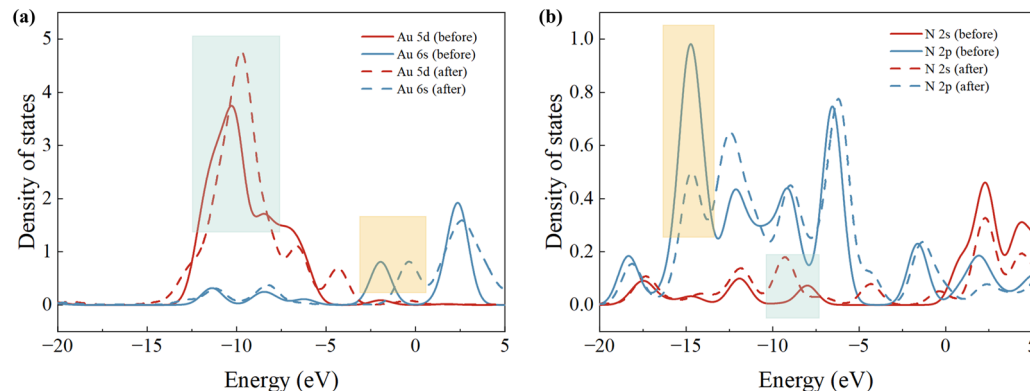 (a)
Density of states
5
4
3
2
1
0
−20
−15
−10
−5
0
5
Energy (eV)
Au 5d (before)
Au 6s (before)
Au 5d (after)
Au 6s (after)
(b)
Density of states
1.0
0.8
0.6
0.4
0.2
0.0
−20
−15
−10
−5
0
5
Energy (eV)
N 2s (before)
N 2p (before)
N 2s (after)
N 2p (after)